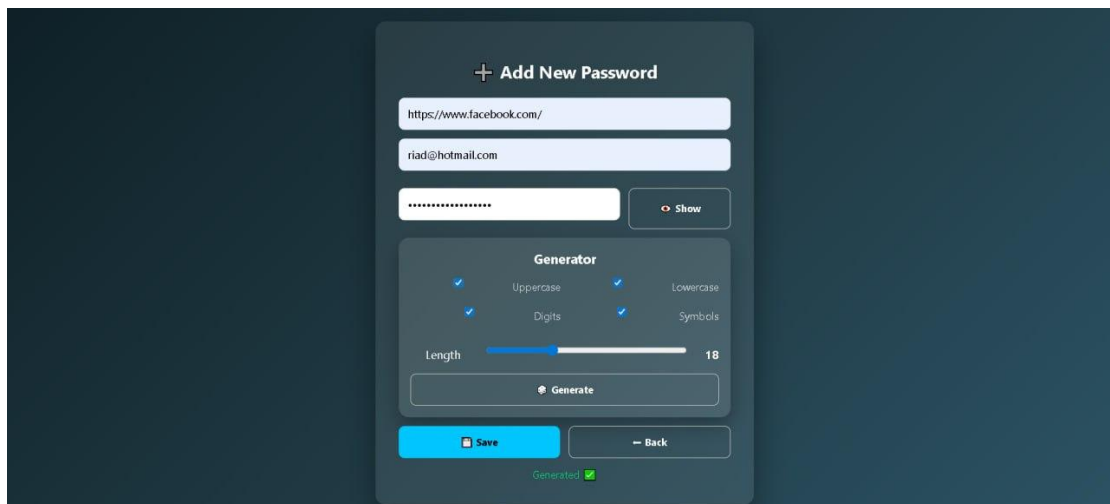 ➕ Add New Password
https://www.facebook.com/
riad@hotmail.com
••••••••••••••••••
👁 Show
Generator
Uppercase
Lowercase
Digits
Symbols
Length
18
🎲 Generate
💾 Save
← Back
Generated ✅